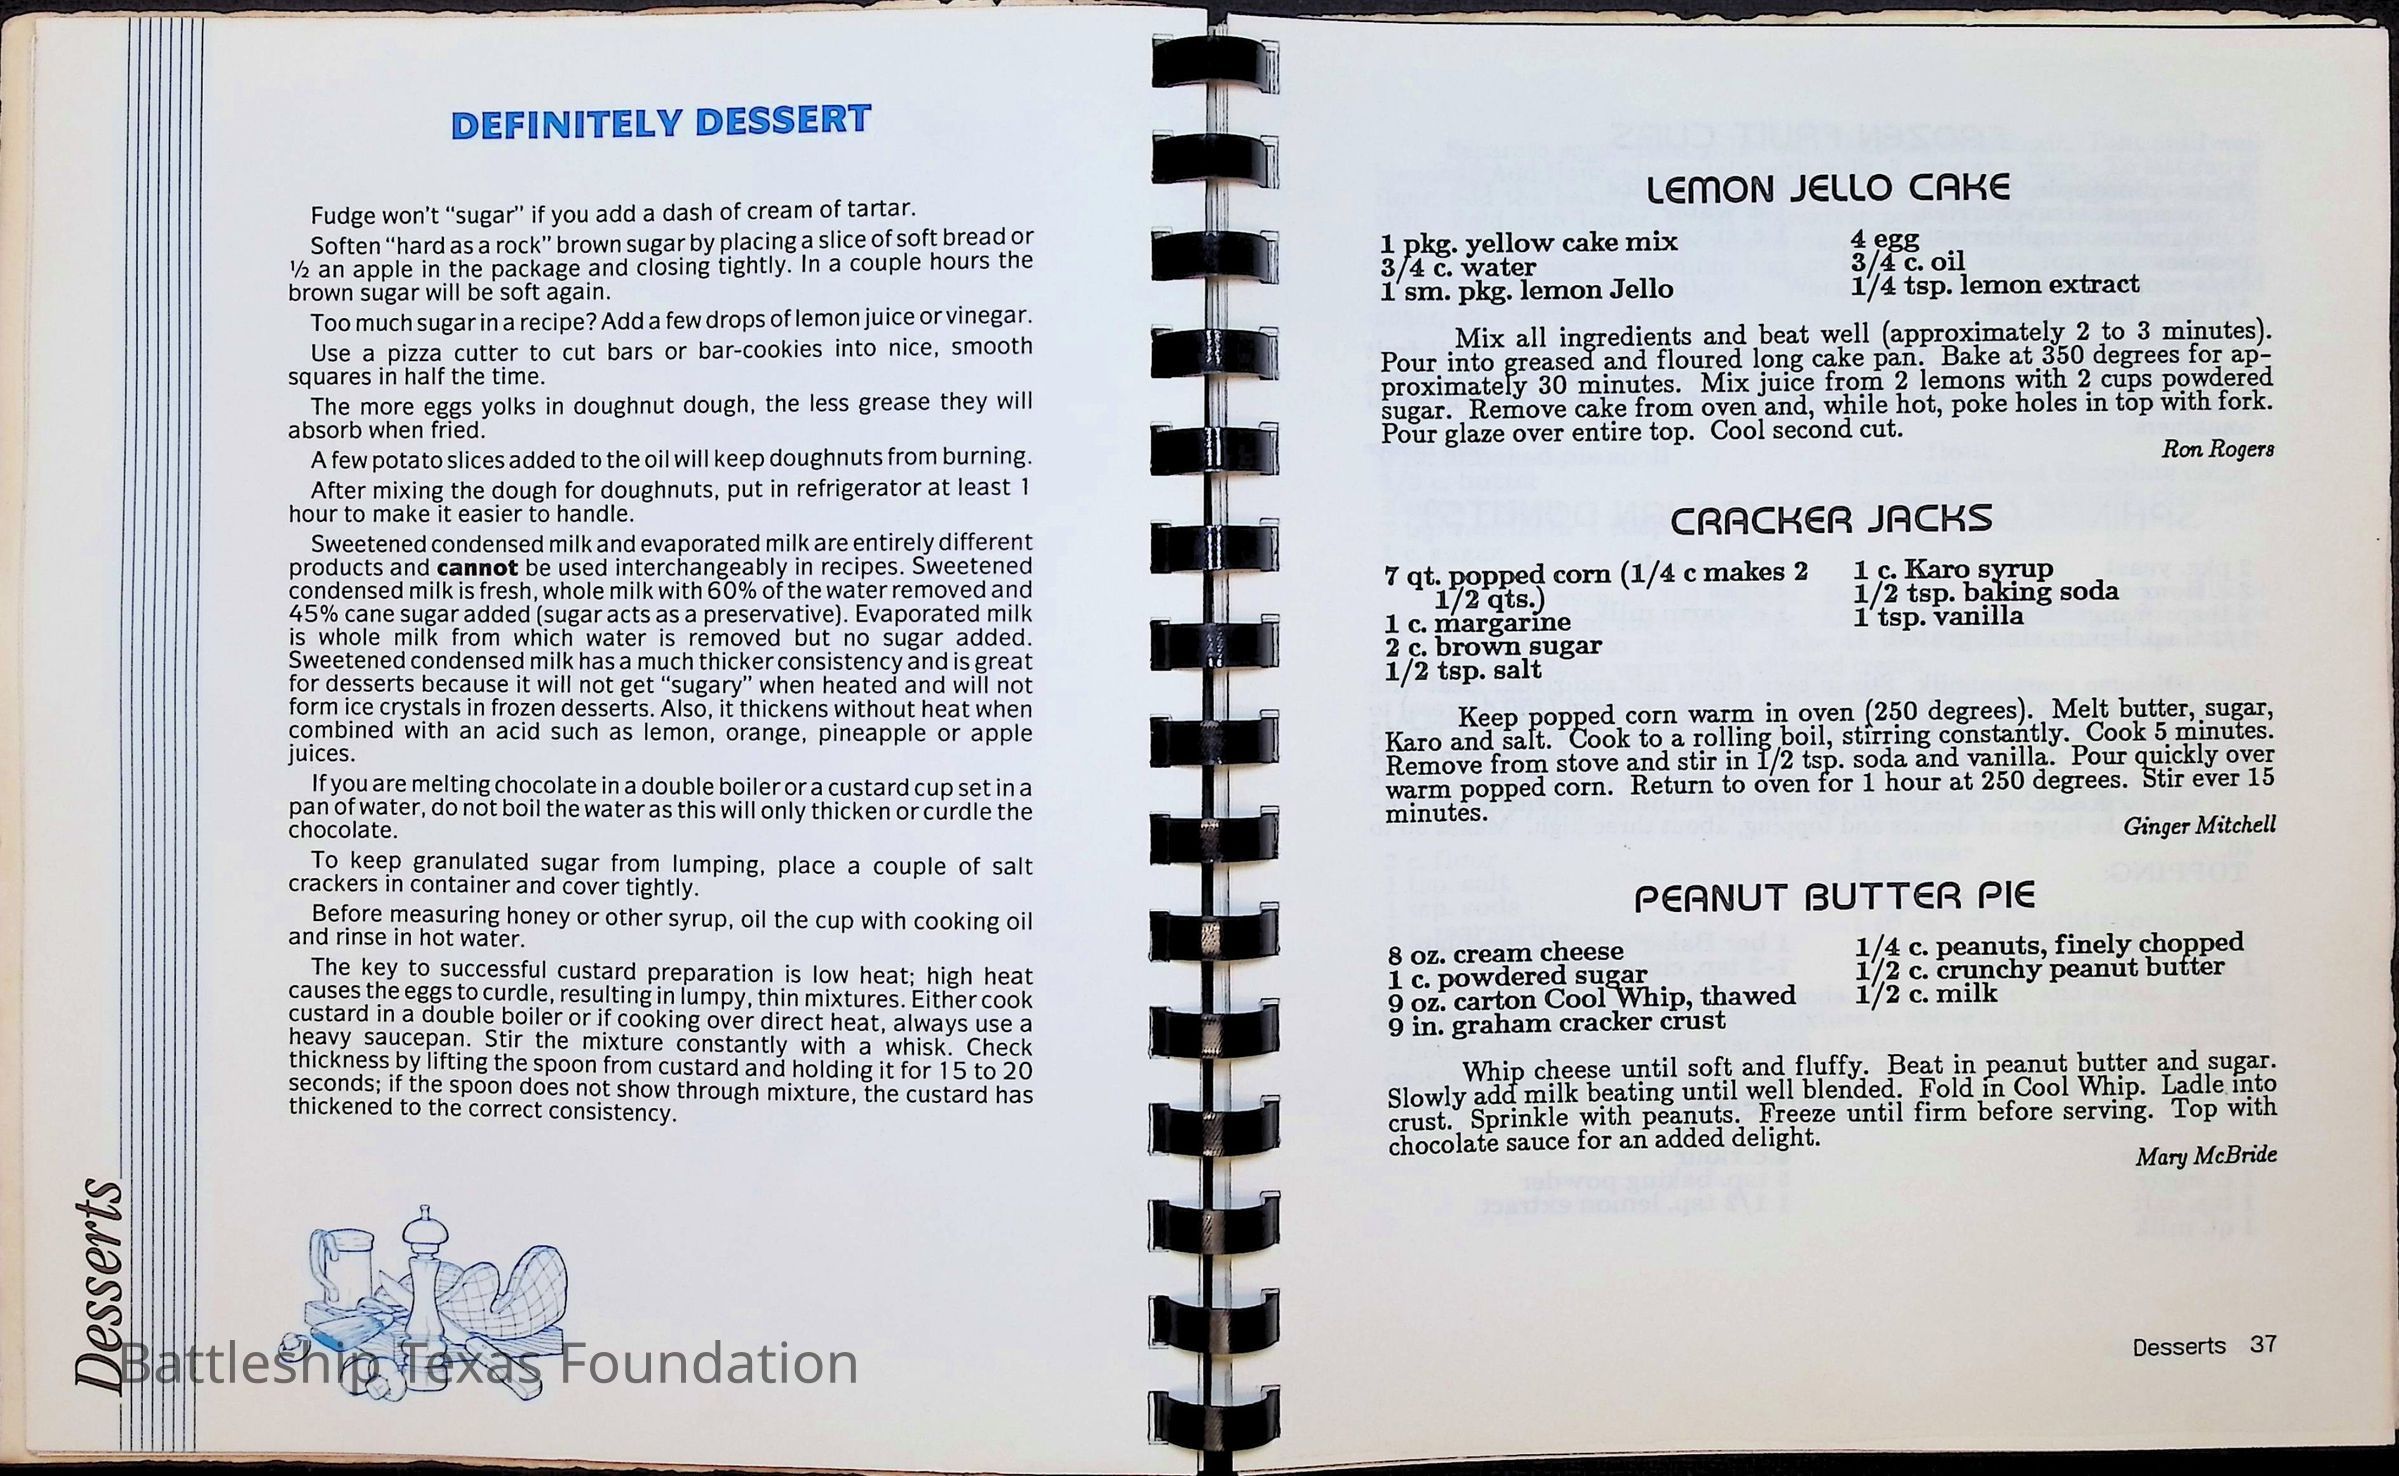 DEFINITELY DESSERT
Fudge won't "sugar" if you add a dash of cream of tartar.
Soften "hard as a rock" brown sugar by placing a slice of soft bread or
½ an apple in the package and closing tightly. In a couple hours the
brown sugar will be soft again.
Too much sugar in a recipe? Add a few drops of lemon juice or vinegar.
Use a pizza cutter to cut bars or bar-cookies into nice, smooth
squares in half the time.
The more eggs yolks in doughnut dough, the less grease they will
absorb when fried.
A few potato slices added to the oil will keep doughnuts from burning.
After mixing the dough for doughnuts, put in refrigerator at least 1
hour to make it easier to handle.
Sweetened condensed milk and evaporated milk are entirely different
products and cannot be used interchangeably in recipes. Sweetened
condensed milk is fresh, whole milk with 60% of the water removed and
45% cane sugar added (sugar acts as a preservative). Evaporated milk
is whole milk from which water is removed but no sugar added.
Sweetened condensed milk has a much thicker consistency and is great
for desserts because it will not get "sugary" when heated and will not
form ice crystals in frozen desserts. Also, it thickens without heat when
combined with an acid such as lemon, orange, pineapple or apple
juices.
If you are melting chocolate in a double boiler or a custard cup set in a
pan of water, do not boil the water as this will only thicken or curdle the
chocolate.
To keep granulated sugar from lumping, place a couple of salt
crackers in container and cover tightly.
Before measuring honey or other syrup, oil the cup with cooking oil
and rinse in hot water.
The key to successful custard preparation is low heat; high heat
causes the eggs to curdle, resulting in lumpy, thin mixtures. Either cook
custard in a double boiler or if cooking over direct heat, always use a
heavy saucepan. Stir the mixture constantly with a whisk. Check
thickness by lifting the spoon from custard and holding it for 15 to 20
seconds; if the spoon does not show through mixture, the custard has
thickened to the correct consistency.
Desserts
Battleship Texas Foundation
LEMON JELLO CAKE
1 pkg. yellow cake mix
3/4 c. water
1 sm. pkg. lemon Jello
4 egg
3/4 c. oil
1/4 tsp. lemon extract
Mix all ingredients and beat well (approximately 2 to 3 minutes).
Pour into greased and floured long cake pan. Bake at 350 degrees for ap-
proximately 30 minutes. Mix juice from 2 lemons with 2 cups powdered
sugar. Remove cake from oven and, while hot, poke holes in top with fork.
Pour glaze over entire top. Cool second cut.
Ron Rogers
CRACKER JACKS
7 qt. popped corn (1/4 c makes 2
1/2 qts.)
1 c. margarine
2 c. brown sugar
1/2 tsp. salt
1 c. Karo syrup
1/2 tsp. baking soda
1 tsp. vanilla
Keep popped corn warm in oven (250 degrees). Melt butter, sugar,
Karo and salt. Cook to a rolling boil, stirring constantly. Cook 5 minutes.
Remove from stove and stir in 1/2 tsp. soda and vanilla. Pour quickly over
warm popped corn. Return to oven for 1 hour at 250 degrees. Stir ever 15
minutes.
Ginger Mitchell
PEANUT BUTTER PIE
8 oz. cream cheese
1 c. powdered sugar
9 oz. carton Cool Whip, thawed
9 in. graham cracker crust
1/4 c. peanuts, finely chopped
1/2 c. crunchy peanut butter
1/2 c. milk
Whip cheese until soft and fluffy. Beat in peanut butter and sugar.
Slowly add milk beating until well blended. Fold in Cool Whip. Ladle into
crust. Sprinkle with peanuts. Freeze until firm before serving. Top with
chocolate sauce for an added delight.
Mary McBride
Desserts 37